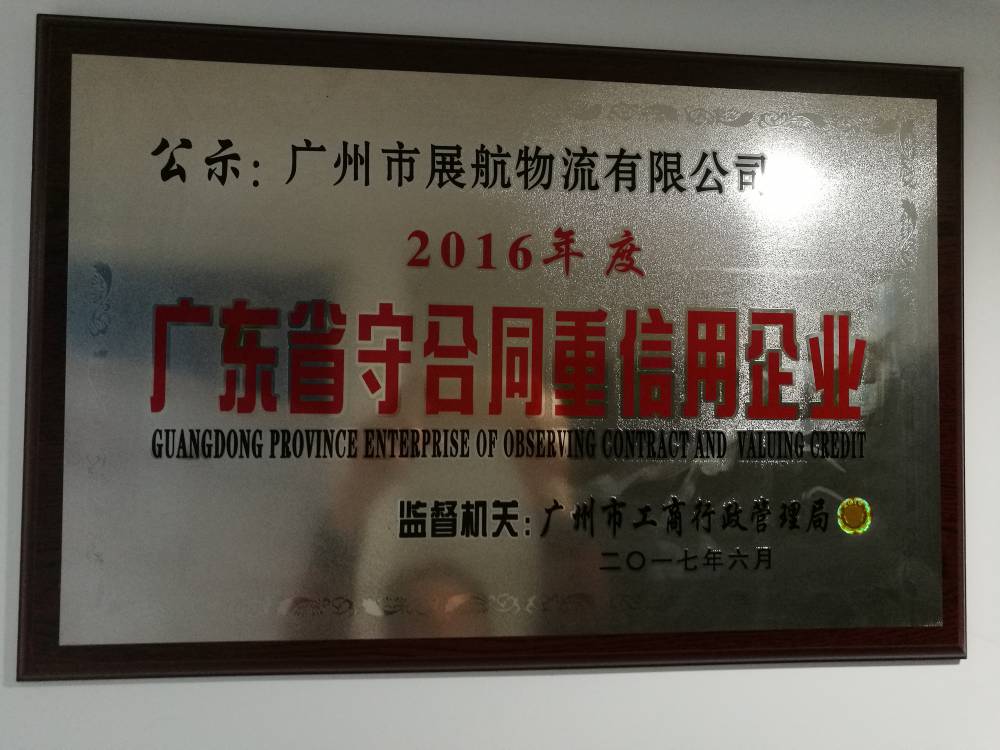 公示：广州市展航物流有限公司
2016年度
广东省守合同重信用企业
GUANGDONG PROVINCE ENTERPRISE OF OBSERVING CONTRACT AND VALUING CREDIT
监督机关：广州市工商行政管理局
二〇一七年六月